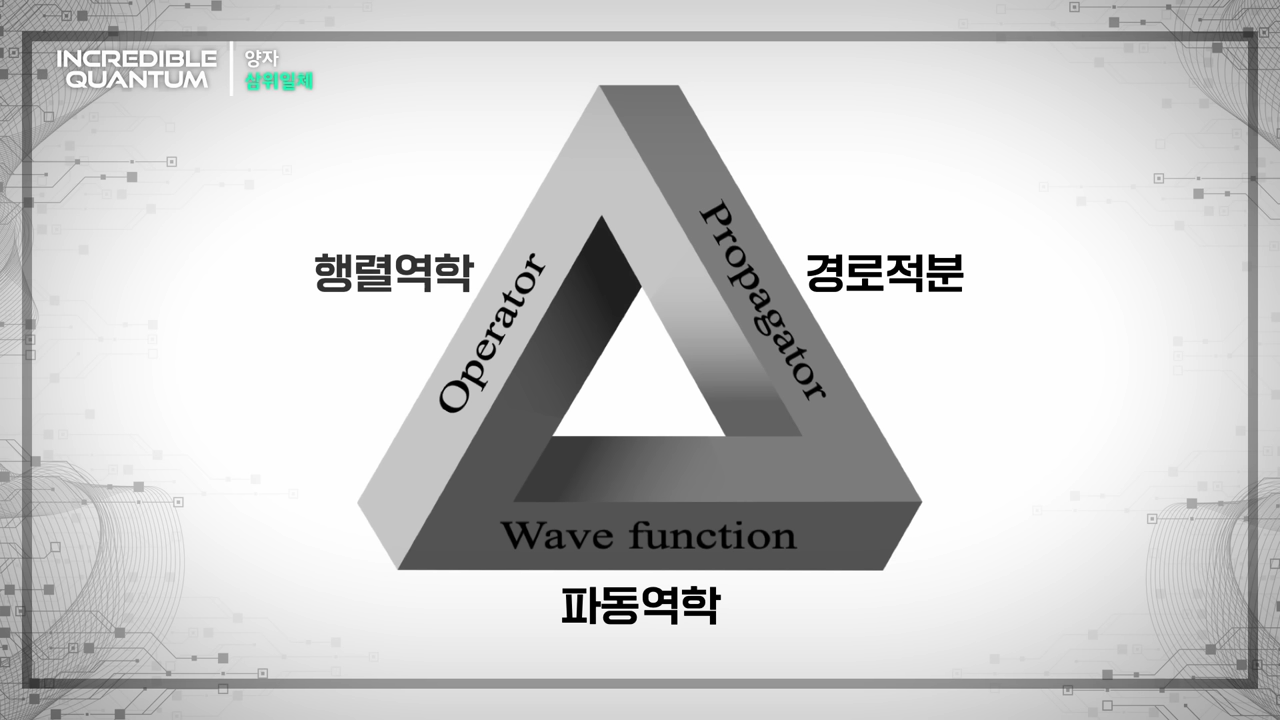 INCREDIBLE
QUANTUM
양자
삼위일체
행렬역학
Operator
Propagator
경로적분
Wave function
파동역학